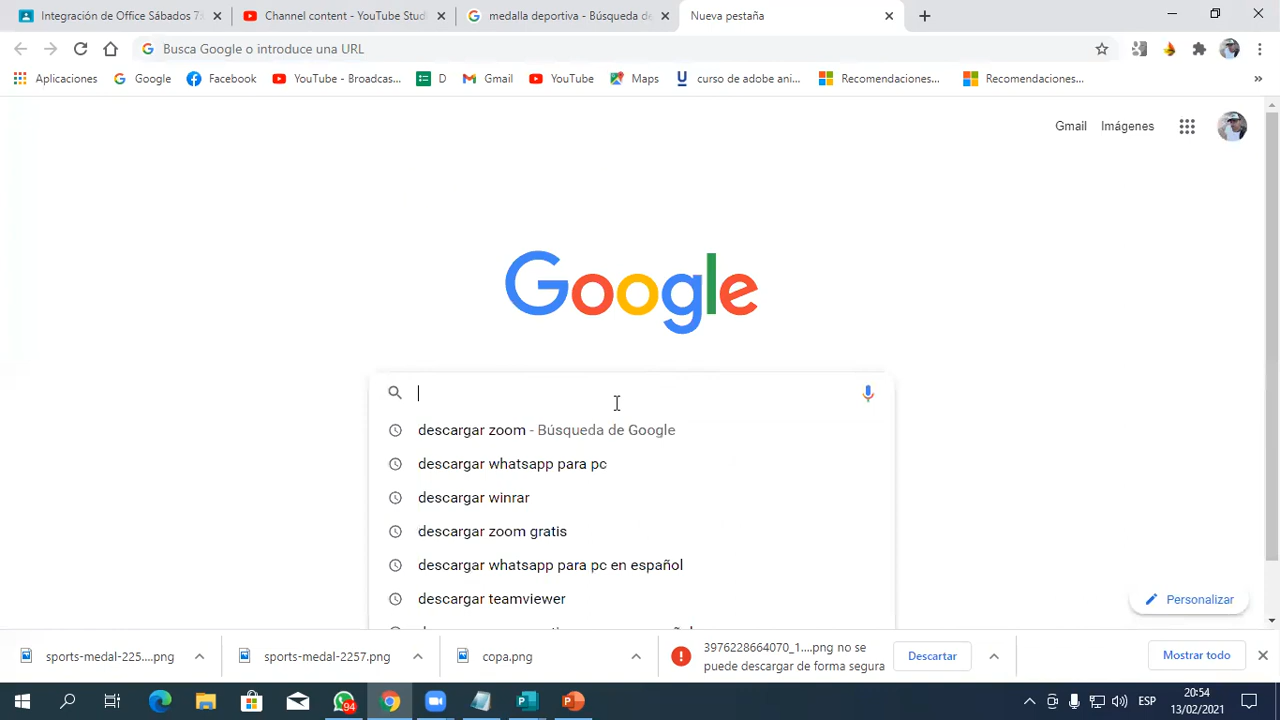 Integración de Office Sábados 7:
Channel content - YouTube Studi
medalla deportiva - Búsqueda de
Nueva pestaña
Busca Google o introduce una URL
Aplicaciones
Google
Facebook
YouTube - Broadcas...
D
Gmail
YouTube
Maps
curso de adobe ani...
Recomendaciones...
Recomendaciones...
»
Gmail
Imágenes
Google
descargar zoom - Búsqueda de Google
descargar whatsapp para pc
descargar winrar
descargar zoom gratis
descargar whatsapp para pc en español
descargar teamviewer
Personalizar
sports-medal-225....png
sports-medal-2257.png
copa.png
3976228664070_1....png no se
puede descargar de forma segura
Descartar
Mostrar todo
94
ESP
20:54
13/02/2021